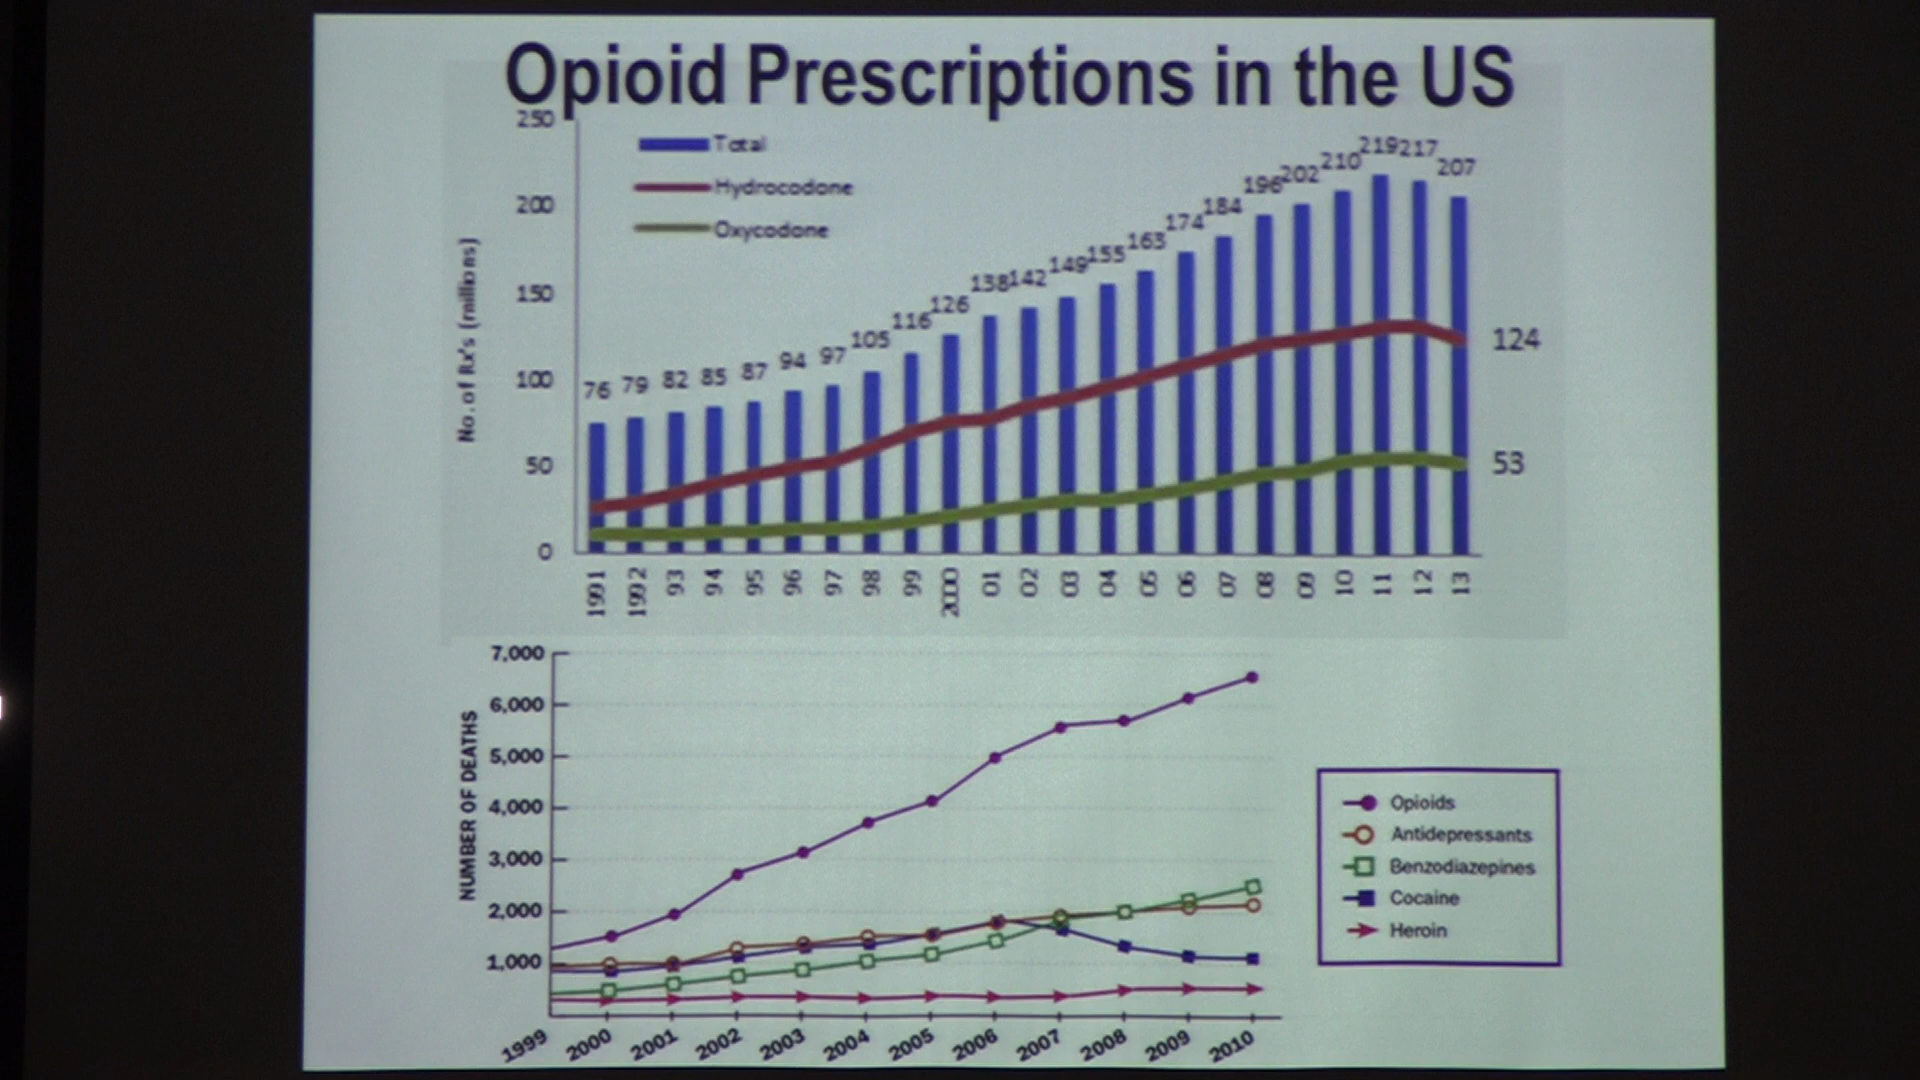 Opioid Prescriptions in the US
250
200
150
100
50
0
No. of Rx's (millions)
Total
Hydrocodone
Oxycodone
76 79 82 85 87 94 97 105 116 126 138 142 149 155 163 174 184 196 202 210 219 217 207
124
53
1991 1992 93 94 95 96 97 98 99 2000 01 02 03 04 05 06 07 08 09 10 11 12 13
7,000
6,000
5,000
4,000
3,000
2,000
1,000
NUMBER OF DEATHS
1999 2000 2001 2002 2003 2004 2005 2006 2007 2008 2009 2010
Opioids
Antidepressants
Benzodiazepines
Cocaine
Heroin